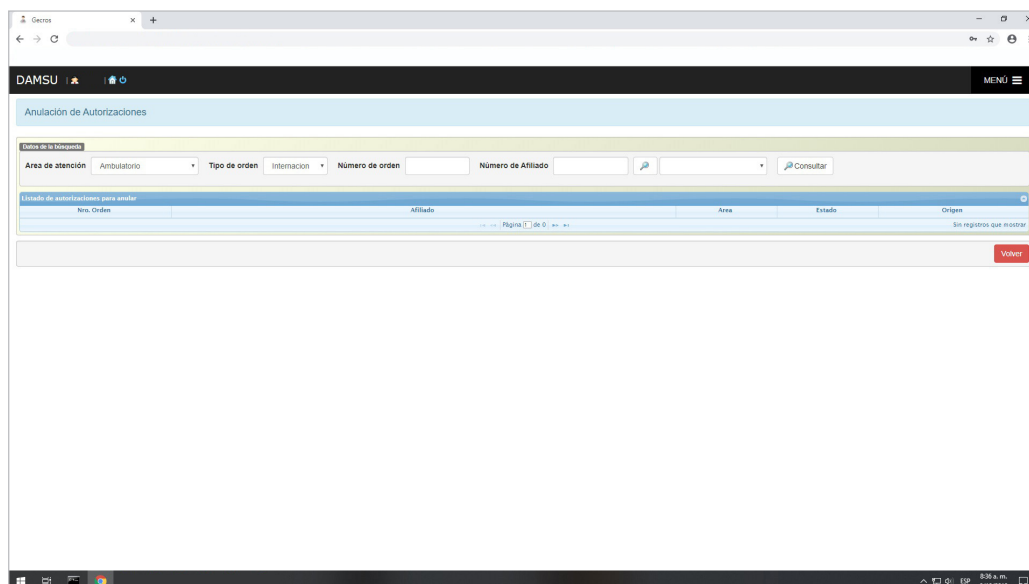 Gecros
DAMSU
MENÚ
Anulación de Autorizaciones
Datos de la búsqueda
Area de atención Ambulatorio Tipo de orden Internacion Número de orden Número de Afiliado Consultar
Listado de autorizaciones para anular
Nro. Orden Afiliado Area Estado Origen
Página 1 de 0 Sin registros que mostrar
Volver
ESP 8:36 a. m.